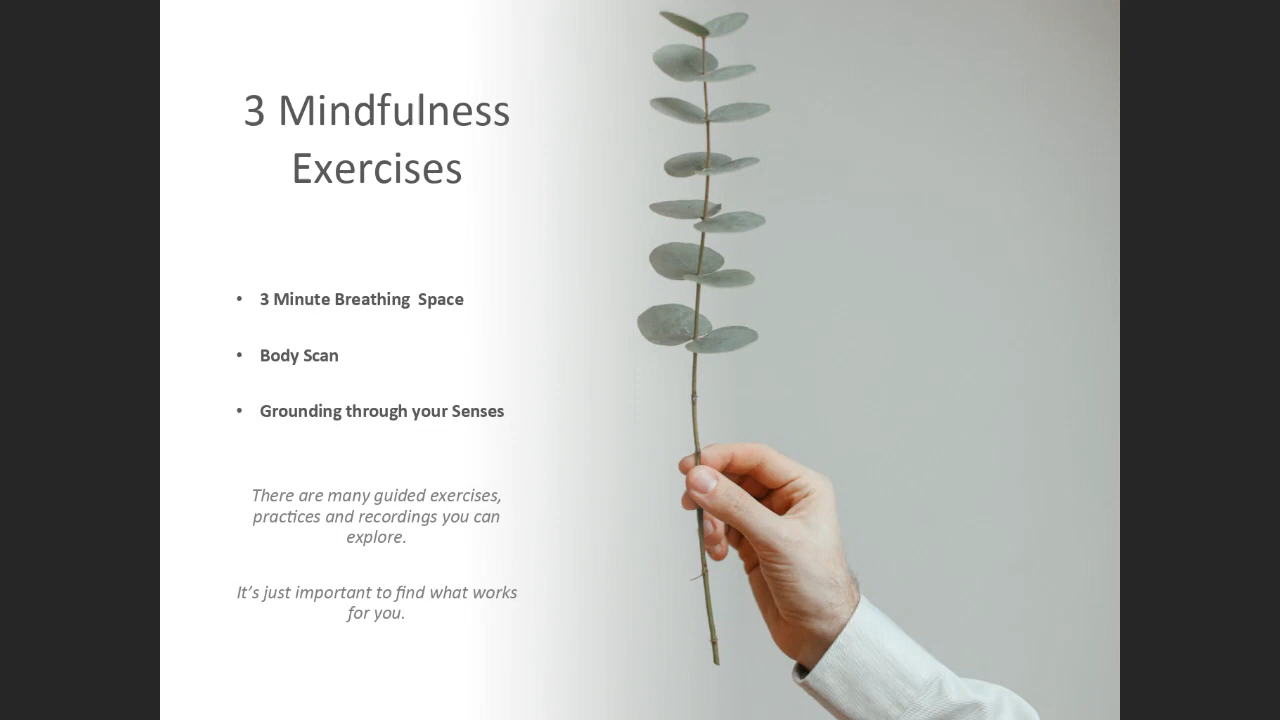 3 Mindfulness
Exercises
• 3 Minute Breathing  Space
• Body Scan
• Grounding through your Senses
There are many guided exercises,
practices and recordings you can
explore.
It’s just important to find what works
for you.